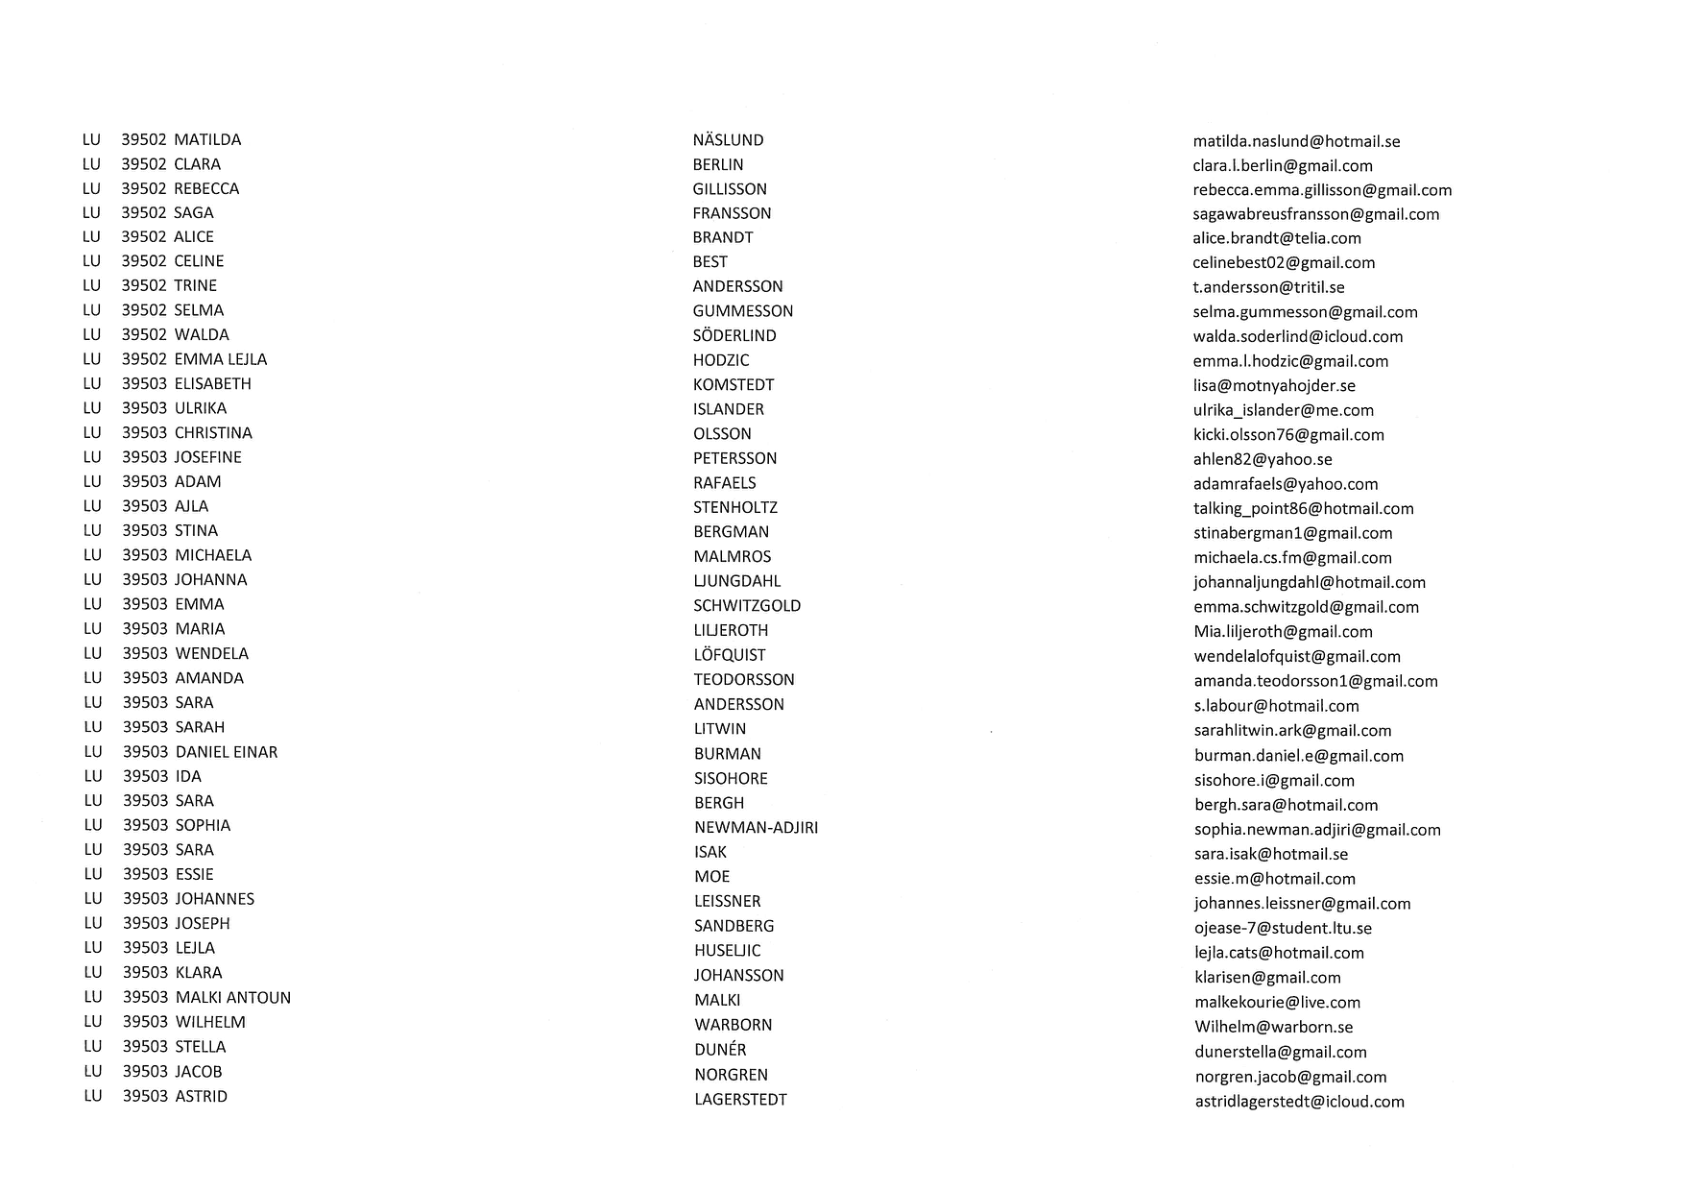 LU 39502 MATILDA NÄSLUND matilda.naslund@hotmail.se
LU 39502 CLARA BERLIN clara.l.berlin@gmail.com
LU 39502 REBECCA GILLISSON rebecca.emma.gillisson@gmail.com
LU 39502 SAGA FRANSSON sagawabreusfransson@gmail.com
LU 39502 ALICE BRANDT alice.brandt@telia.com
LU 39502 CELINE BEST celinebest02@gmail.com
LU 39502 TRINE ANDERSSON t.andersson@tritil.se
LU 39502 SELMA GUMMESSON selma.gummesson@gmail.com
LU 39502 WALDA SÖDERLIND walda.soderlind@icloud.com
LU 39502 EMMA LEJLA HODZIC emma.l.hodzic@gmail.com
LU 39503 ELISABETH KOMSTEDT lisa@motnyahojder.se
LU 39503 ULRIKA ISLANDER ulrika_islander@me.com
LU 39503 CHRISTINA OLSSON kicki.olsson76@gmail.com
LU 39503 JOSEFINE PETERSSON ahlen82@yahoo.se
LU 39503 ADAM RAFAELS adamrafaels@yahoo.com
LU 39503 AJLA STENHOLTZ talking_point86@hotmail.com
LU 39503 STINA BERGMAN stinabergman1@gmail.com
LU 39503 MICHAELA MALMROS michaela.cs.fm@gmail.com
LU 39503 JOHANNA LJUNGDAHL johannaljungdahl@hotmail.com
LU 39503 EMMA SCHWITZGOLD emma.schwitzgold@gmail.com
LU 39503 MARIA LILJEROTH Mia.liljeroth@gmail.com
LU 39503 WENDELA LÖFQUIST wendelalofquist@gmail.com
LU 39503 AMANDA TEODORSSON amanda.teodorsson1@gmail.com
LU 39503 SARA ANDERSSON s.labour@hotmail.com
LU 39503 SARAH LITWIN sarahlitwin.ark@gmail.com
LU 39503 DANIEL EINAR BURMAN burman.daniel.e@gmail.com
LU 39503 IDA SISOHORE sisohore.i@gmail.com
LU 39503 SARA BERGH bergh.sara@hotmail.com
LU 39503 SOPHIA NEWMAN-ADJIRI sophia.newman.adjiri@gmail.com
LU 39503 SARA ISAK sara.isak@hotmail.se
LU 39503 ESSIE MOE essie.m@hotmail.com
LU 39503 JOHANNES LEISSNER johannes.leissner@gmail.com
LU 39503 JOSEPH SANDBERG ojease-7@student.ltu.se
LU 39503 LEJLA HUSELJIC lejla.cats@hotmail.com
LU 39503 KLARA JOHANSSON klarisen@gmail.com
LU 39503 MALKI ANTOUN MALKI malkekourie@live.com
LU 39503 WILHELM WARBORN Wilhelm@warborn.se
LU 39503 STELLA DUNÉR dunerstella@gmail.com
LU 39503 JACOB NORGREN norgren.jacob@gmail.com
LU 39503 ASTRID LAGERSTEDT astridlagerstedt@icloud.com